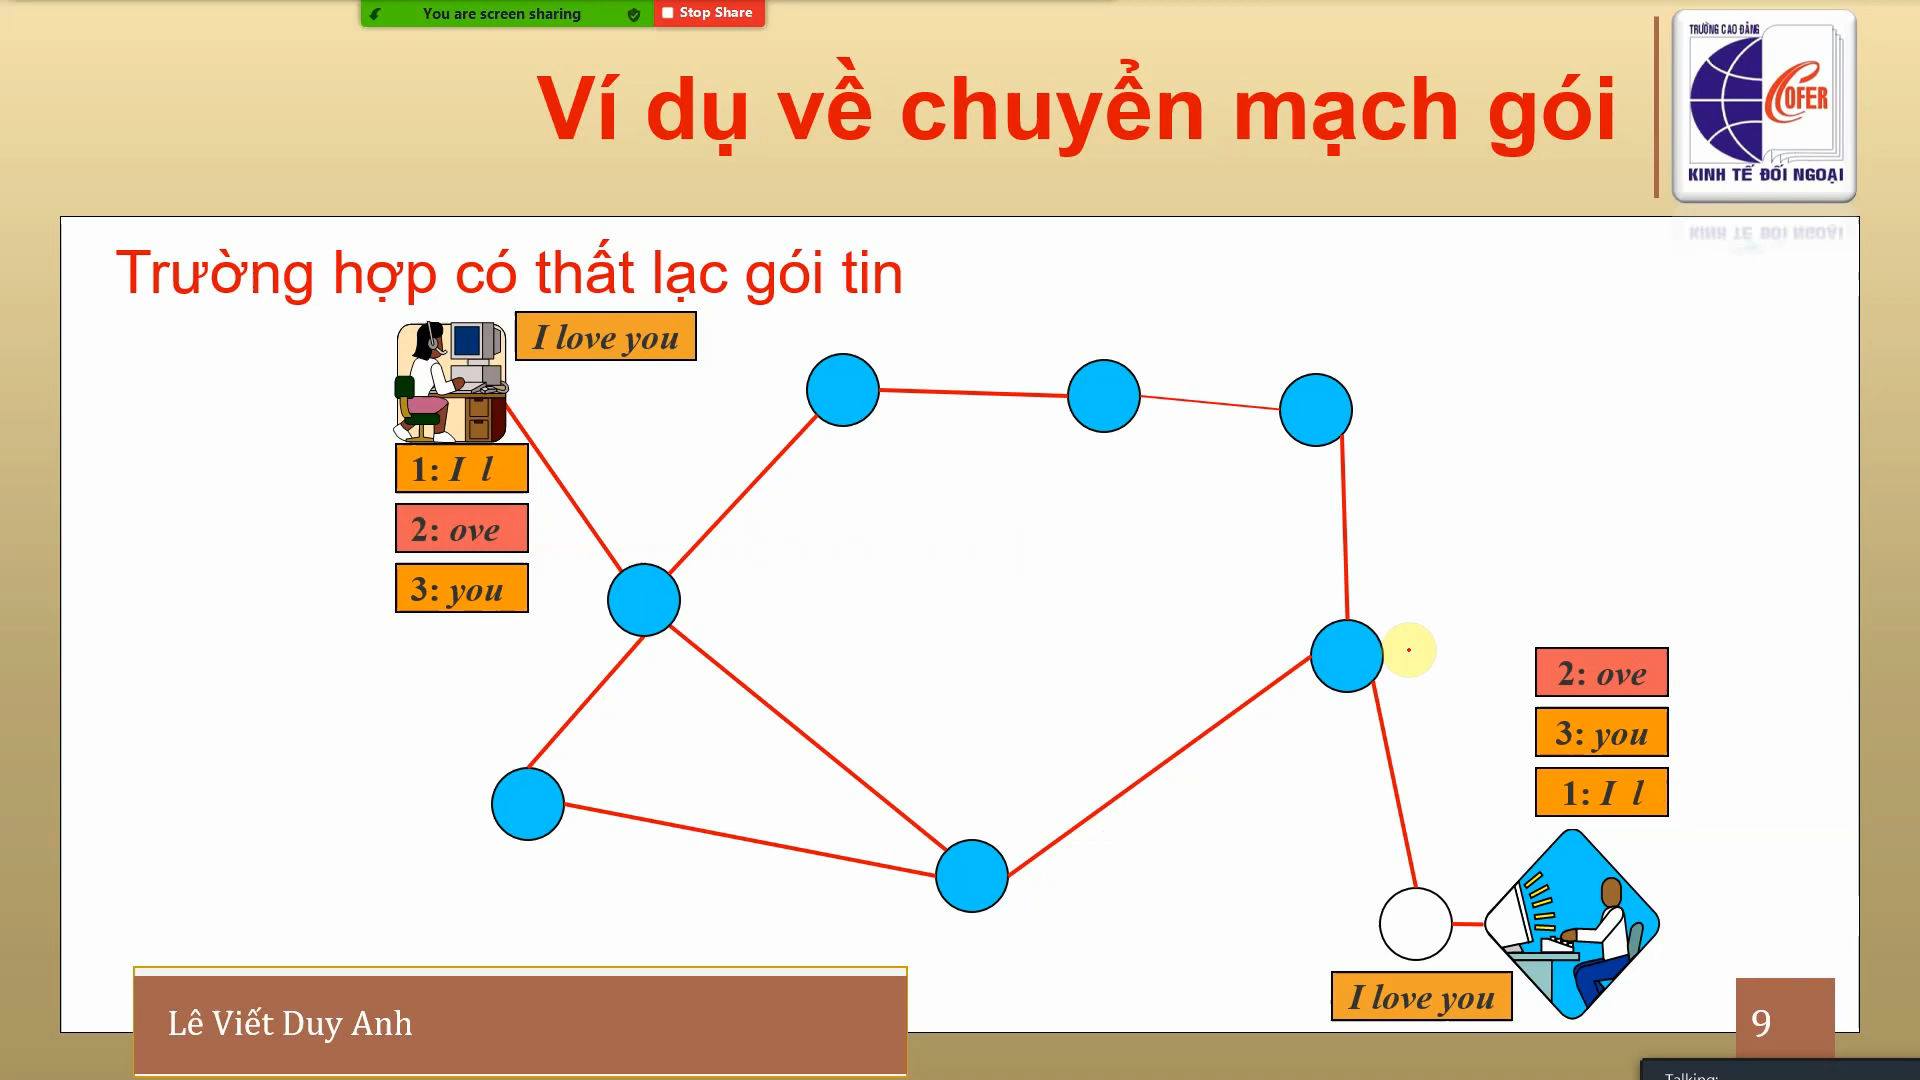 You are screen sharing
Stop Share
Ví dụ về chuyển mạch gói
TRƯỜNG CAO ĐẲNG
COFER
KINH TẾ ĐỐI NGOẠI
Trường hợp có thất lạc gói tin
I love you
1: I l
2: ove
3: you
2: ove
3: you
1: I l
I love you
Lê Viết Duy Anh
9
Talking: